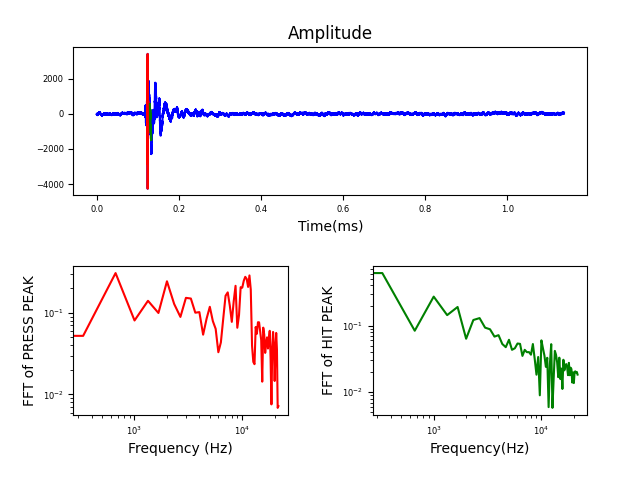 Amplitude
2000
0
−2000
−4000
0.0 0.2 0.4 0.6 0.8 1.0
Time(ms)
FFT of PRESS PEAK
10⁻¹
10⁻²
10³ 10⁴
Frequency (Hz)
FFT of HIT PEAK
10⁻¹
10⁻²
10³ 10⁴
Frequency(Hz)